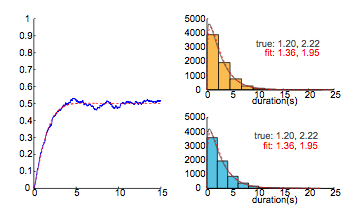 1
0.9
0.8
0.7
0.6
0.5
0.4
0.3
0.2
0.1
0
0 5 10 15
5000
4000
3000
2000
1000
0
true: 1.20, 2.22
fit: 1.36, 1.95
0 5 10 15 20 25
duration(s)
5000
4000
3000
2000
1000
0
true: 1.20, 2.22
fit: 1.36, 1.95
0 5 10 15 20 25
duration(s)